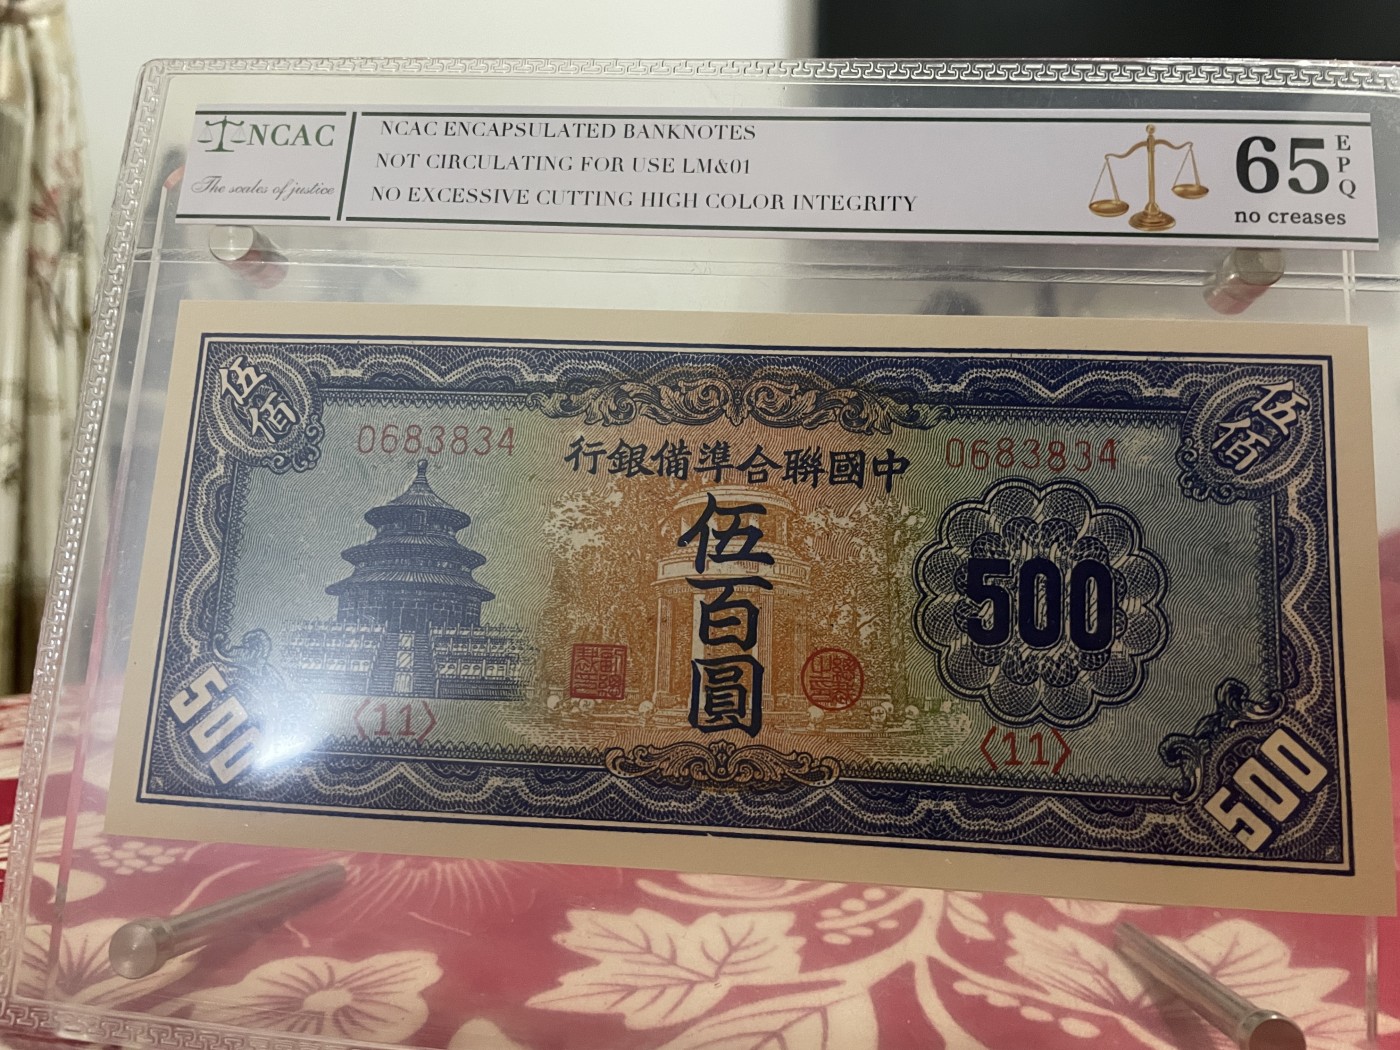 NCAC
The scales of justice
NCAC ENCAPSULATED BANKNOTES
NOT CIRCULATING FOR USE LM&01
NO EXCESSIVE CUTTING HIGH COLOR INTEGRITY
65 EPQ
no creases
伍佰
伍佰
0683834
0683834
行銀備準合聯國中
伍百圓
500
〈11〉
〈11〉
500
500